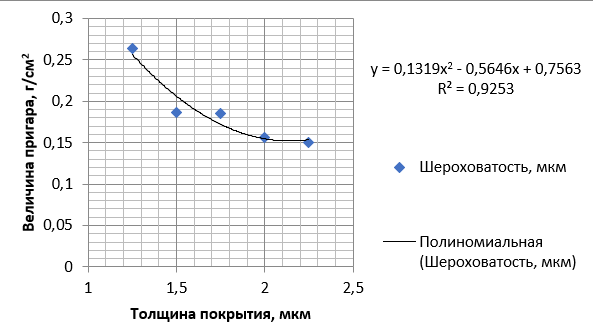 0,3
0,25
0,2
0,15
0,1
0,05
0
Величина пригара, г/см²
1
1,5
2
2,5
Толщина покрытия, мкм
y = 0,1319x² - 0,5646x + 0,7563
R² = 0,9253
Шероховатость, мкм
Полиномиальная
(Шероховатость, мкм)